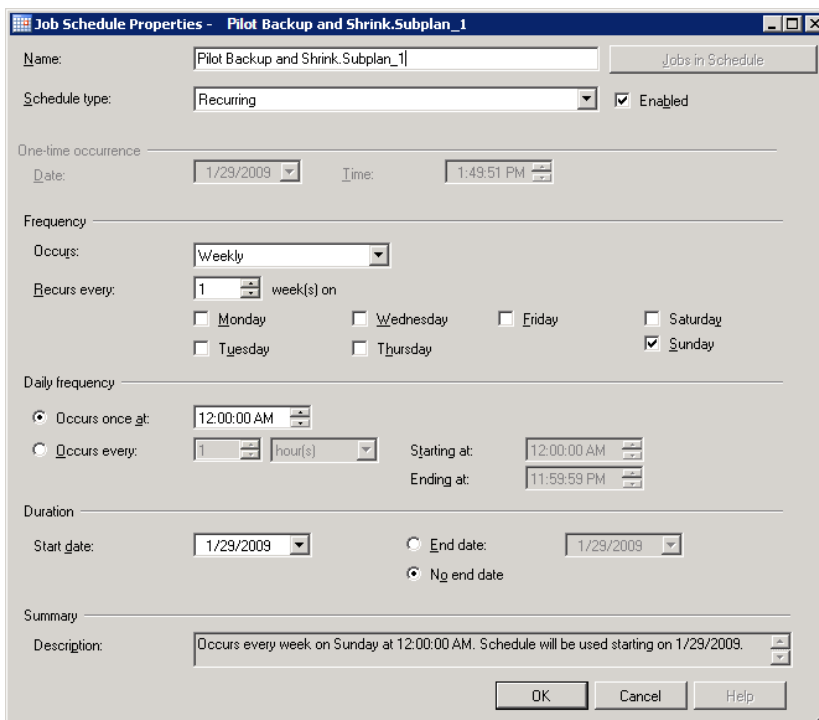 Job Schedule Properties - Pilot Backup and Shrink.Subplan_1
Name: Pilot Backup and Shrink.Subplan_1 Jobs in Schedule
Schedule type: Recurring Enabled
One-time occurrence
Date: 1/29/2009 Time: 1:49:51 PM
Frequency
Occurs: Weekly
Recurs every: 1 week(s) on
Monday Wednesday Friday Saturday
Tuesday Thursday Sunday
Daily frequency
Occurs once at: 12:00:00 AM
Occurs every: 1 hour(s) Starting at: 12:00:00 AM
Ending at: 11:59:59 PM
Duration
Start date: 1/29/2009 End date: 1/29/2009
No end date
Summary
Description: Occurs every week on Sunday at 12:00:00 AM. Schedule will be used starting on 1/29/2009.
OK Cancel Help